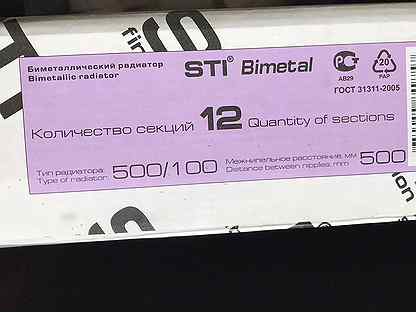 Биметаллический радиатор
Bimetallic radiator
STI® Bimetal
АВ29
20
PAP
ГОСТ 31311-2005
Количество секций 12 Quantity of sections
Тип радиатора:
Type of radiator: 500/100
Межниппельное расстояние, мм
Distance between nipples, mm 500